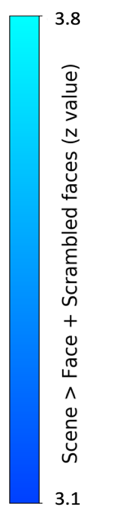 3.8
Scene > Face + Scrambled faces (z value)
3.1